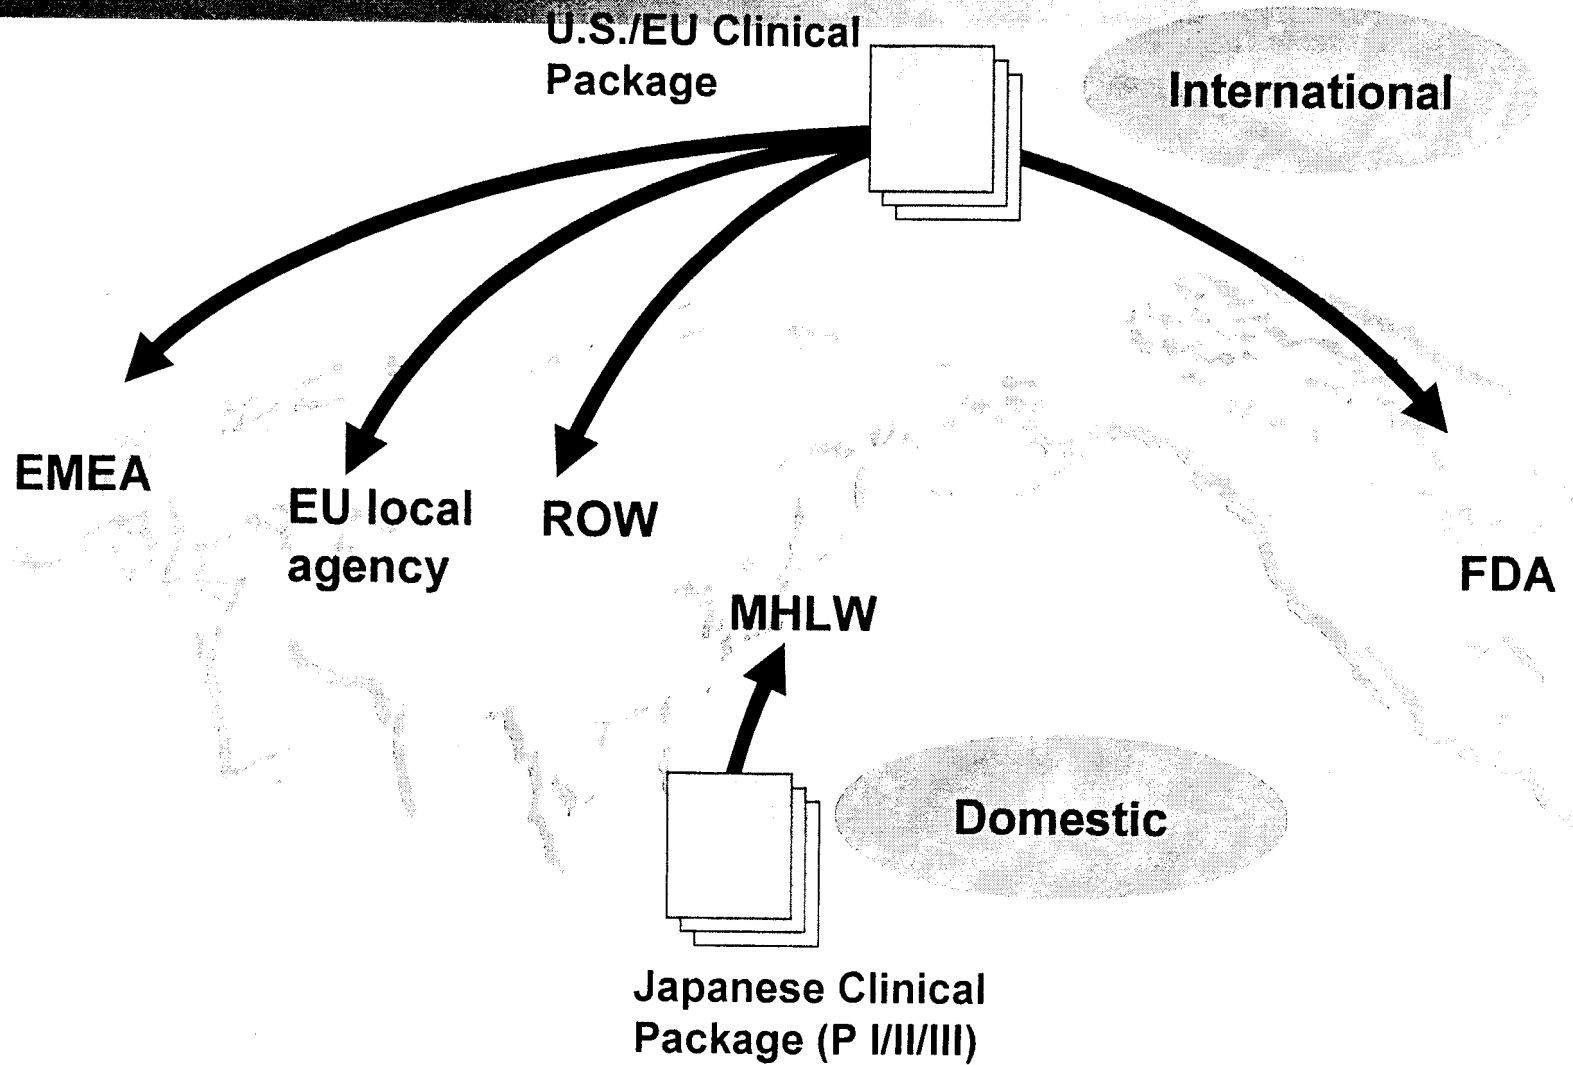 U.S./EU Clinical
Package
International
EMEA
EU local
agency
ROW
FDA
MHLW
Domestic
Japanese Clinical
Package (P I/II/III)